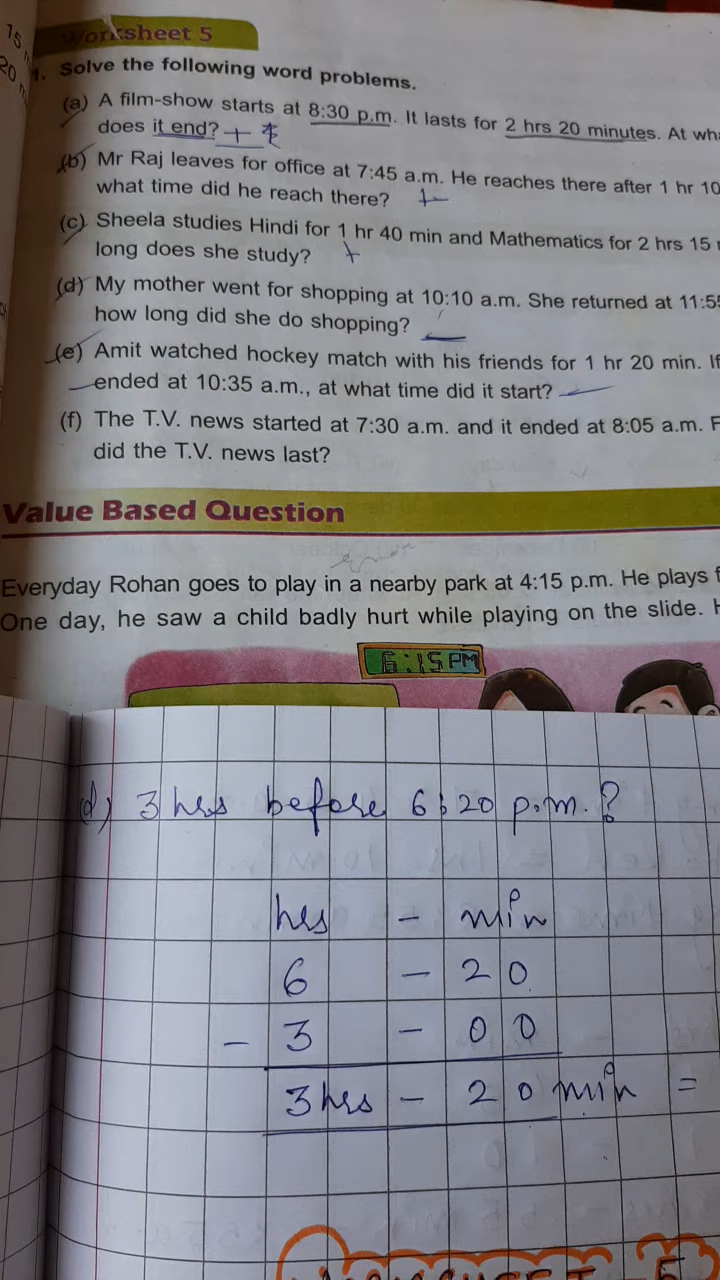 15 m
20 m
Worksheet 5
1. Solve the following word problems.
(a) A film-show starts at 8:30 p.m. It lasts for 2 hrs 20 minutes. At wh
does it end? +
(b) Mr Raj leaves for office at 7:45 a.m. He reaches there after 1 hr 10
what time did he reach there? +
(c) Sheela studies Hindi for 1 hr 40 min and Mathematics for 2 hrs 15
long does she study? +
(d) My mother went for shopping at 10:10 a.m. She returned at 11:5
how long did she do shopping? —
(e) Amit watched hockey match with his friends for 1 hr 20 min. If
ended at 10:35 a.m., at what time did it start? —
(f) The T.V. news started at 7:30 a.m. and it ended at 8:05 a.m. F
did the T.V. news last?
Value Based Question
Everyday Rohan goes to play in a nearby park at 4:15 p.m. He plays f
One day, he saw a child badly hurt while playing on the slide. H
6:15 PM
d) 3 hrs before 6:20 p.m.?
hrs - min
6 - 20
- 3 - 00
3 hrs - 20 min =